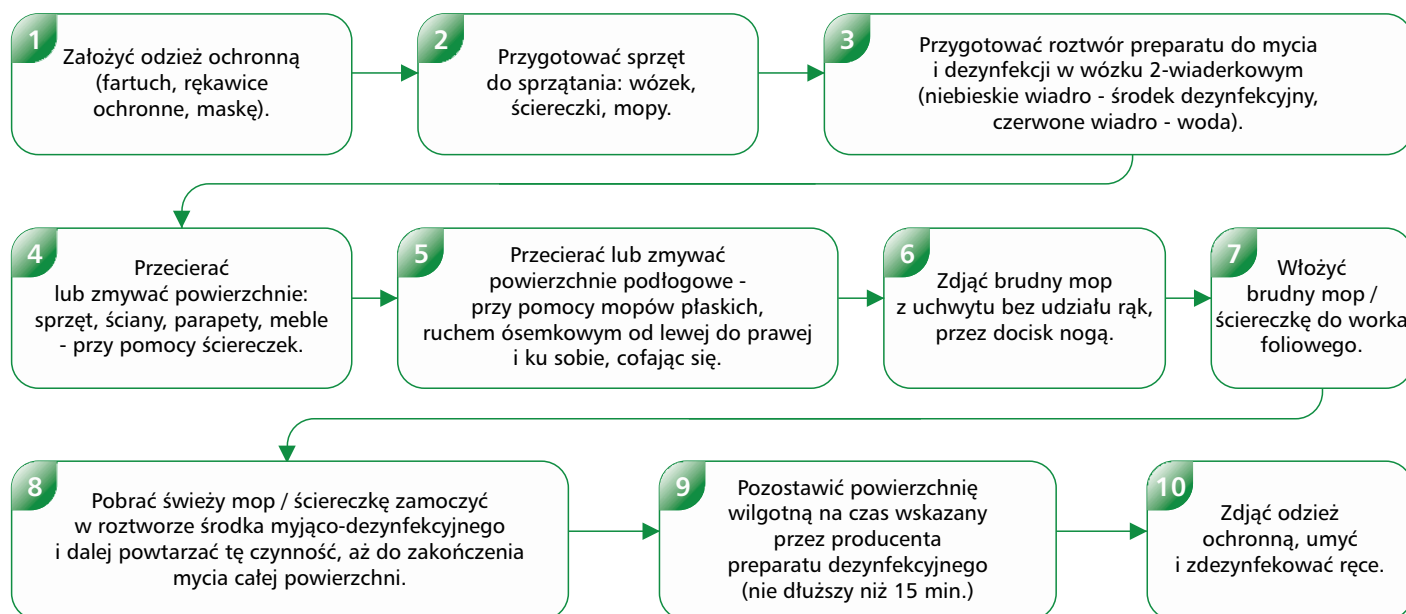 1
Założyć odzież ochronną
(fartuch, rękawice
ochronne, maskę).
2
Przygotować sprzęt
do sprzątania: wózek,
ściereczki, mopy.
3
Przygotować roztwór preparatu do mycia
i dezynfekcji w wózku 2-wiaderkowym
(niebieskie wiadro - środek dezynfekcyjny,
czerwone wiadro - woda).
4
Przecierać
lub zmywać powierzchnie:
sprzęt, ściany, parapety, meble
- przy pomocy ściereczek.
5
Przecierać lub zmywać
powierzchnie podłogowe -
przy pomocy mopów płaskich,
ruchem ósemkowym od lewej do prawej
i ku sobie, cofając się.
6
Zdjąć brudny mop
z uchwytu bez udziału rąk,
przez docisk nogą.
7
Włożyć
brudny mop /
ściereczkę do worka
foliowego.
8
Pobrać świeży mop / ściereczkę zamoczyć
w roztworze środka myjąco-dezynfekcyjnego
i dalej powtarzać tę czynność, aż do zakończenia
mycia całej powierzchni.
9
Pozostawić powierzchnię
wilgotną na czas wskazany
przez producenta
preparatu dezynfekcyjnego
(nie dłuższy niż 15 min.)
10
Zdjąć odzież
ochronną, umyć
i zdezynfekować ręce.